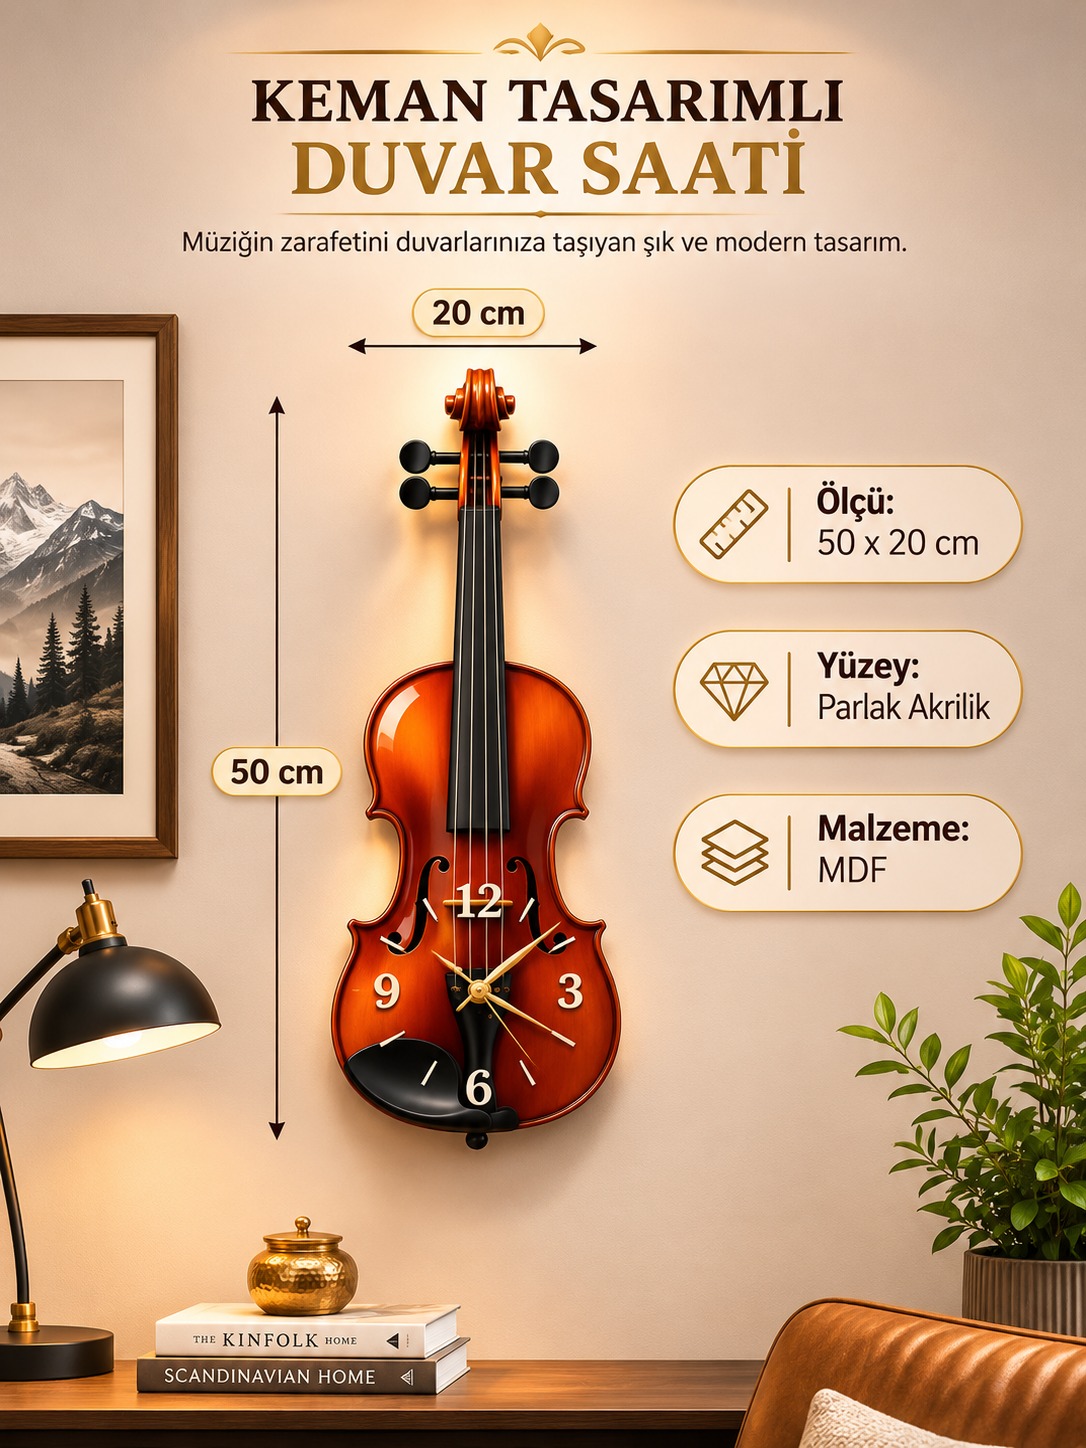 KEMAN TASARIMLI
DUVAR SAATİ
Müziğin zarafetini duvarlarınıza taşıyan şık ve modern tasarım.
20 cm
50 cm
Ölçü:
50 x 20 cm
Yüzey:
Parlak Akrilik
Malzeme:
MDF
12
9
3
6
THE KINFOLK HOME
SCANDINAVIAN HOME